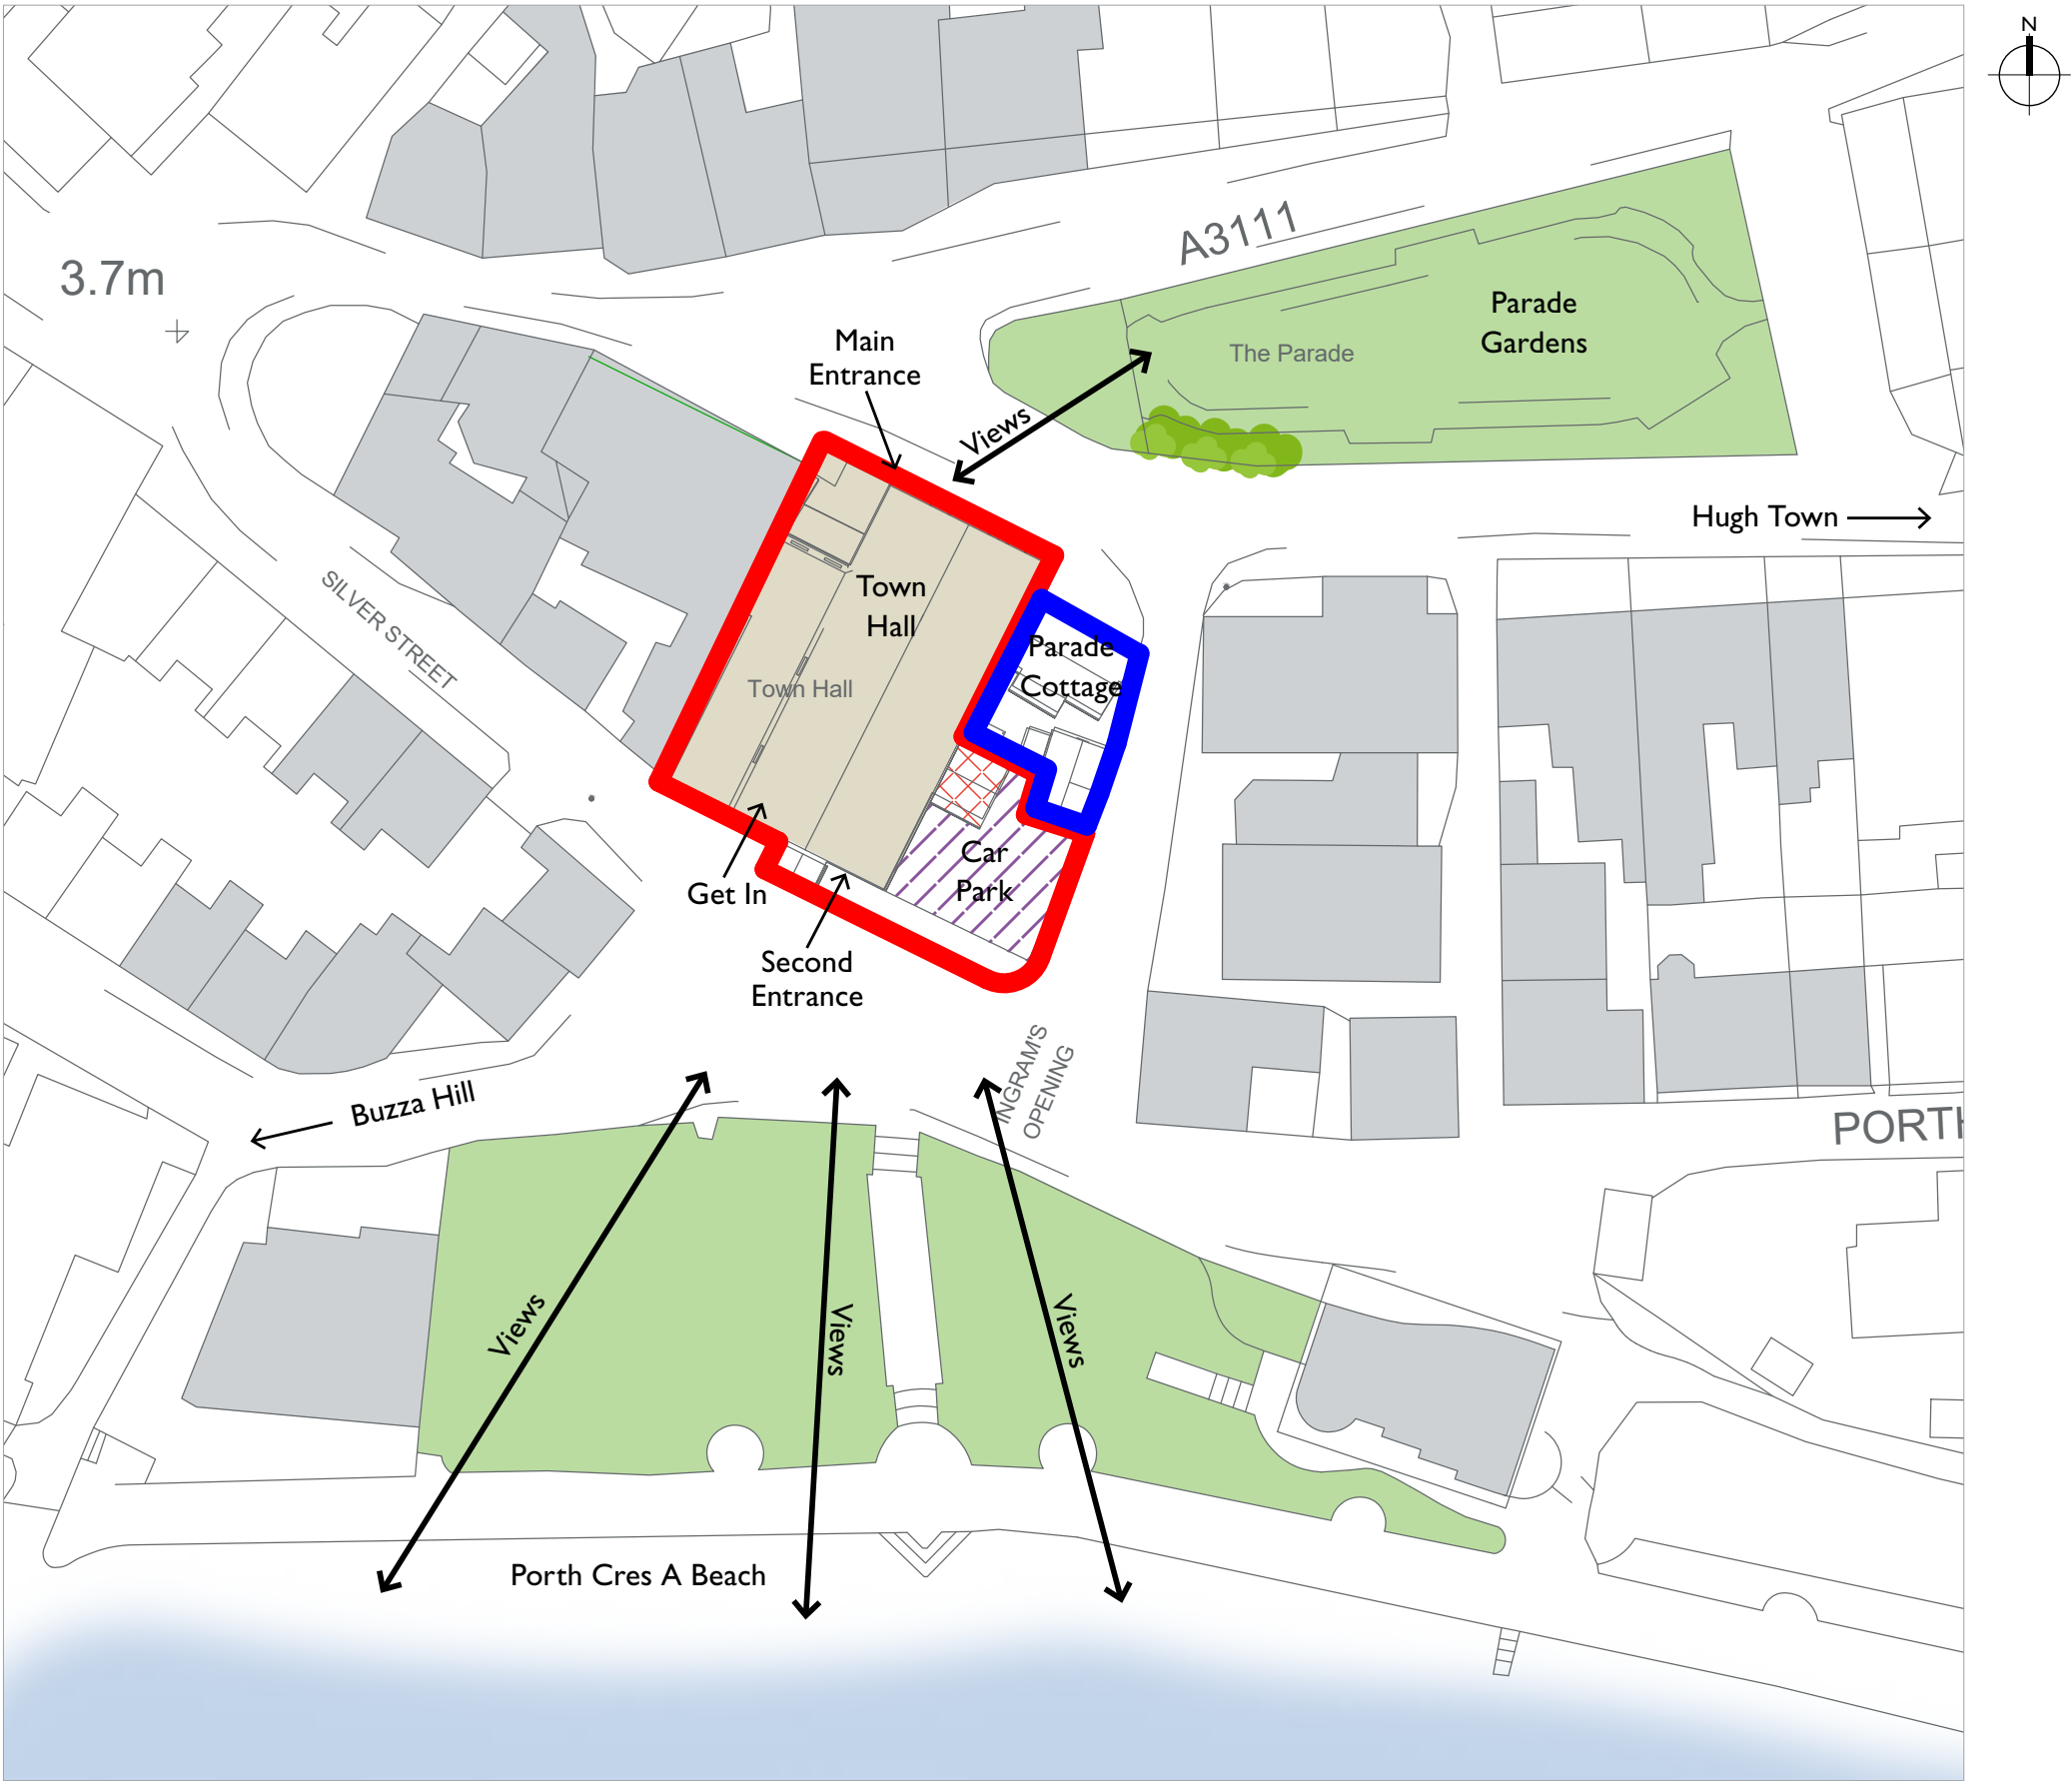 N
A3111
3.7m
Parade
Gardens
The Parade
Main
Entrance
Views
Hugh Town
SILVER STREET
Town
Hall
Town Hall
Parade
Cottage
Car
Park
Get In
Second
Entrance
INGRAM'S
OPENING
Buzza Hill
PORTH
Views
Views
Views
Porth Cres A Beach